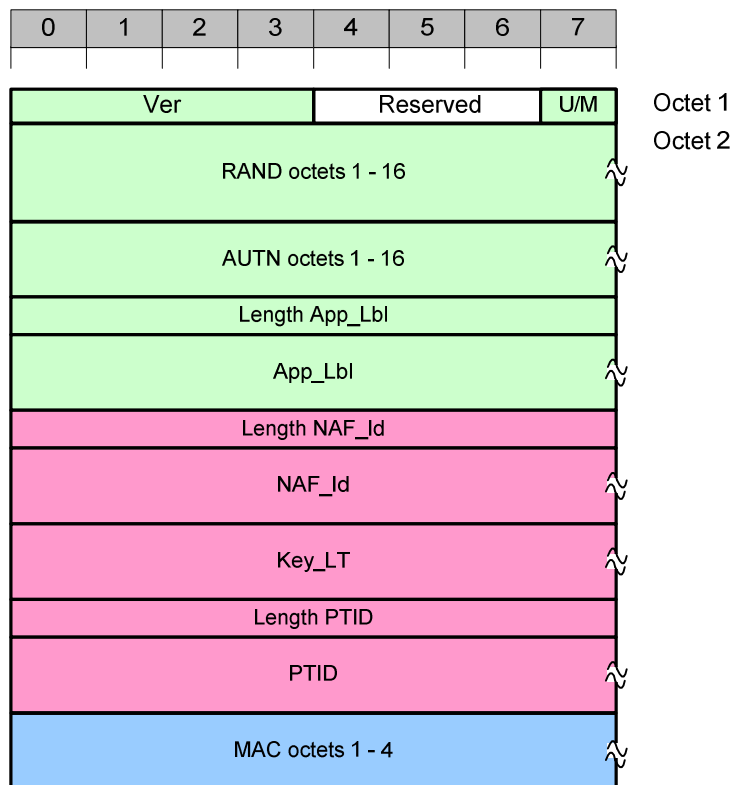 0 1 2 3 4 5 6 7
Ver Reserved U/M Octet 1
Octet 2
RAND octets 1 - 16
AUTN octets 1 - 16
Length App_Lbl
App_Lbl
Length NAF_Id
NAF_Id
Key_LT
Length PTID
PTID
MAC octets 1 - 4